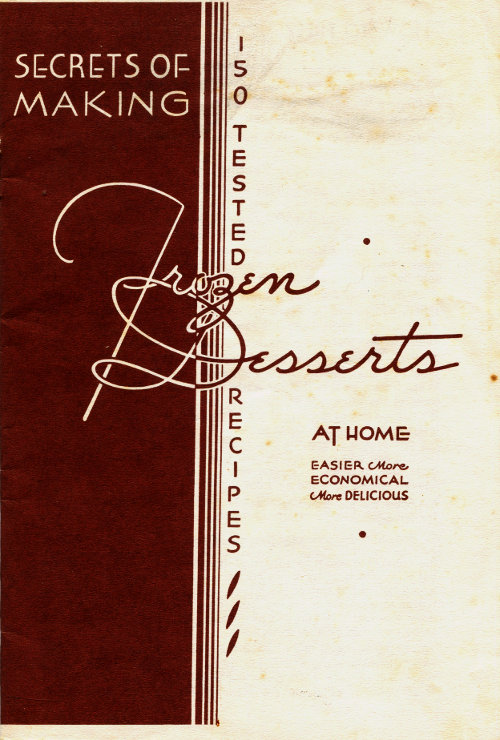 SECRETS OF
MAKING
Frozen
Desserts
AT HOME
EASIER More
ECONOMICAL
More DELICIOUS
150 TESTED RECIPES